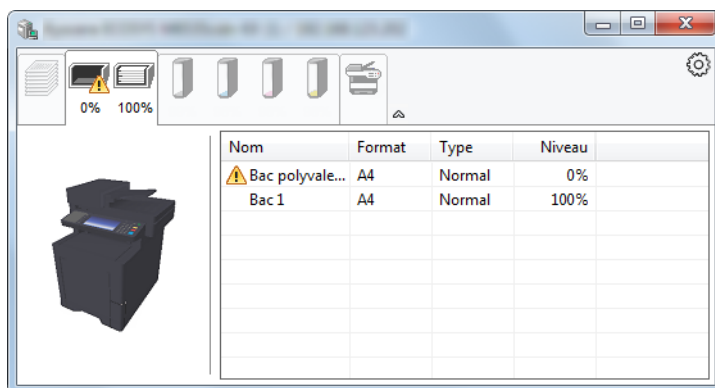 0% 100%
Nom Format Type Niveau
Bac polyvale... A4 Normal 0%
Bac 1 A4 Normal 100%